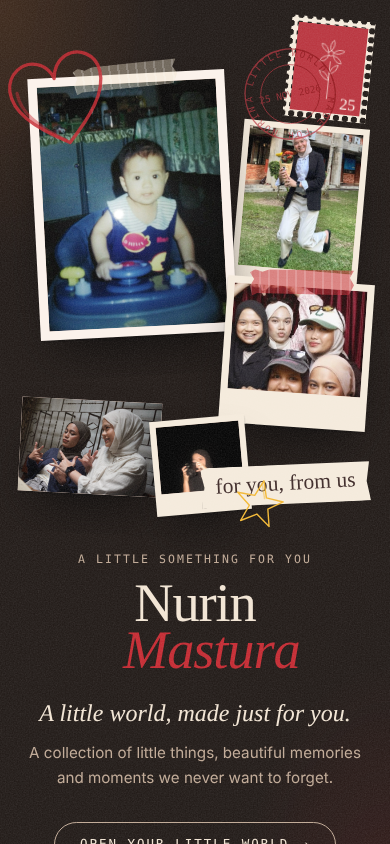 25
for you, from us
A LITTLE SOMETHING FOR YOU
Nurin
Mastura
A little world, made just for you.
A collection of little things, beautiful memories
and moments we never want to forget.
OPEN YOUR LITTLE WORLD